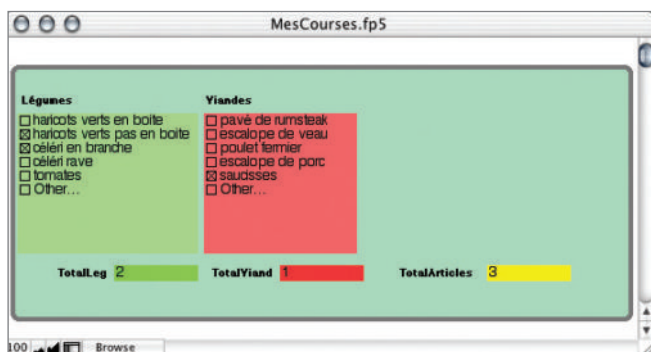 MesCourses.fp5
Légumes
haricots verts en boite
haricots verts pas en boite
céléri en branche
céléri rave
tomates
Other...
Viandes
pavé de rumsteak
escalope de veau
poulet fermier
escalope de porc
saucisses
Other...
TotalLeg 2
TotalViand 1
TotalArticles 3
100 Browse